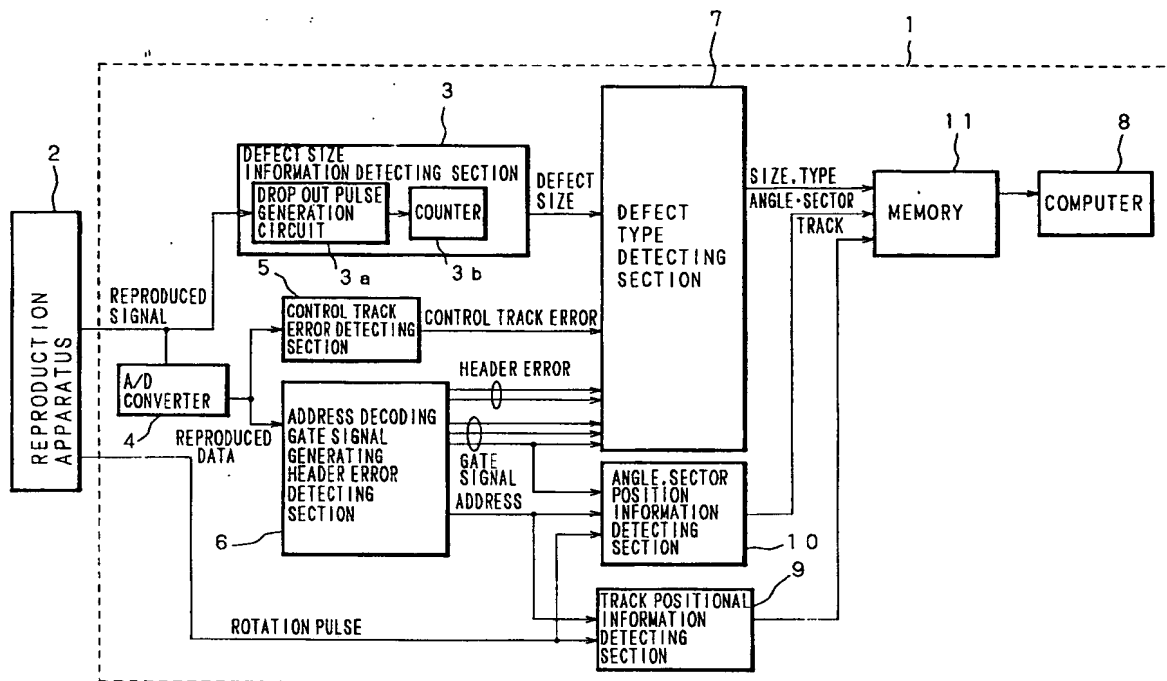 1
7
3
11
8
2
DEFECT SIZE
INFORMATION DETECTING SECTION
DROP OUT PULSE
GENERATION
CIRCUIT
COUNTER
3a
3b
DEFECT
SIZE
DEFECT
TYPE
DETECTING
SECTION
SIZE.TYPE
ANGLE·SECTOR
TRACK
MEMORY
COMPUTER
REPRODUCTION
APPARATUS
REPRODUCED
SIGNAL
5
CONTROL TRACK
ERROR DETECTING
SECTION
CONTROL TRACK ERROR
A/D
CONVERTER
4
REPRODUCED
DATA
HEADER ERROR
ADDRESS DECODING
GATE SIGNAL
GENERATING
HEADER ERROR
DETECTING
SECTION
6
GATE
SIGNAL
ADDRESS
ANGLE.SECTOR
POSITION
INFORMATION
DETECTING
SECTION
10
9
TRACK POSITIONAL
INFORMATION
DETECTING
SECTION
ROTATION PULSE